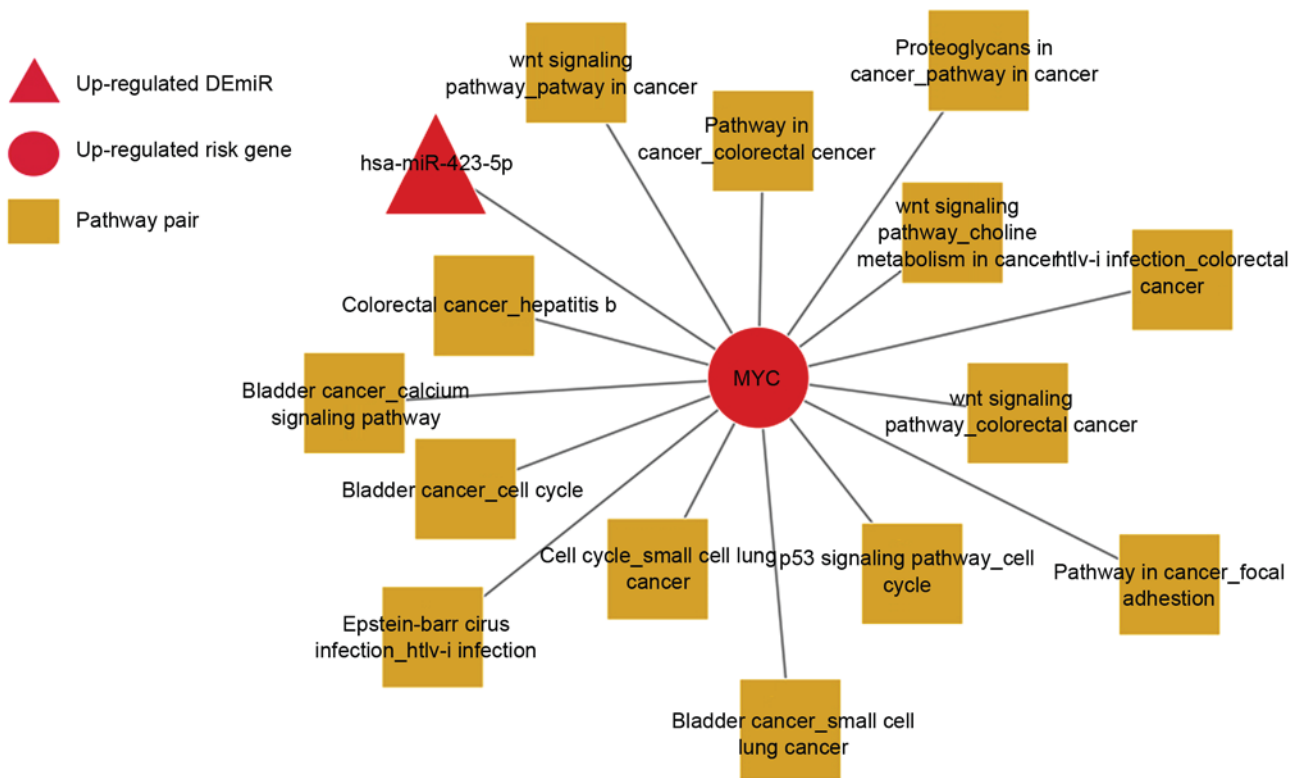 Up-regulated DEmiR
Up-regulated risk gene
Pathway pair
wnt signaling
pathway_patway in cancer
Proteoglycans in
cancer_pathway in cancer
Pathway in
cancer_colorectal cencer
hsa-miR-423-5p
wnt signaling
pathway_choline
metabolism in cancer
htlv-i infection_colorectal
cancer
Colorectal cancer_hepatitis b
MYC
Bladder cancer_calcium
signaling pathway
wnt signaling
pathway_colorectal cancer
Bladder cancer_cell cycle
Cell cycle_small cell lung
cancer
p53 signaling pathway_cell
cycle
Pathway in cancer_focal
adhestion
Epstein-barr cirus
infection_htlv-i infection
Bladder cancer_small cell
lung cancer